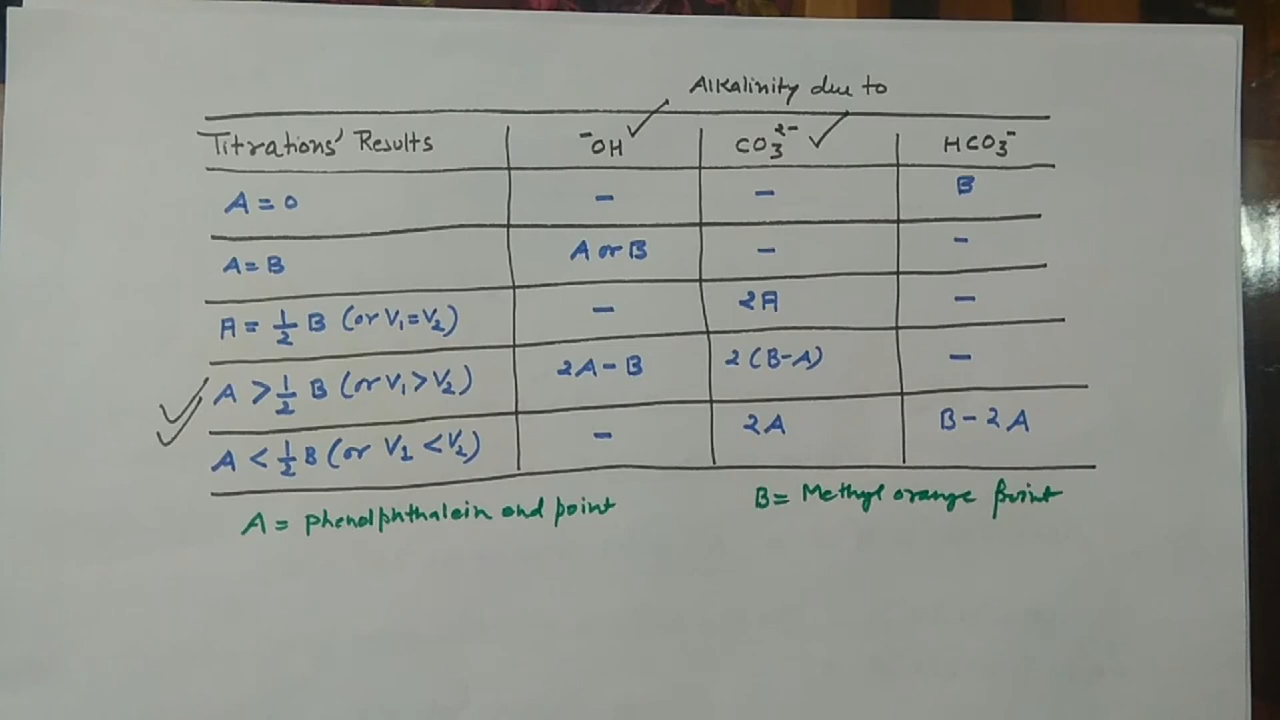 Alkalinity due to
Titrations' Results ⁻OH ✓ CO₃²⁻ ✓ HCO₃⁻
A = 0 – – B
A = B A or B – –
A = 1/2 B (or V₁ = V₂) – 2A –
A > 1/2 B (or V₁ > V₂) 2A - B 2 (B-A) –
A < 1/2 B (or V₁ < V₂) – 2A B - 2A
A = phenolphthalein end point B = Methyl orange point